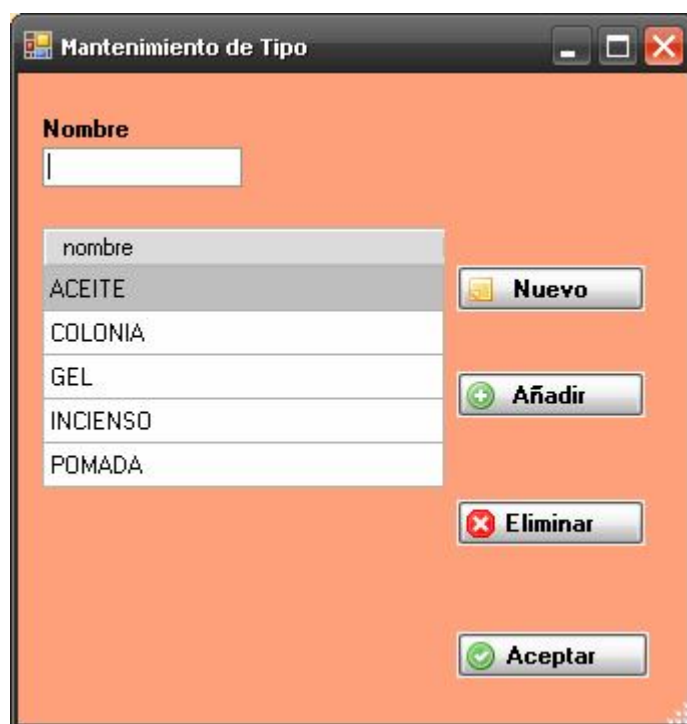 Mantenimiento de Tipo
Nombre
nombre
ACEITE
COLONIA
GEL
INCIENSO
POMADA
Nuevo
Añadir
Eliminar
Aceptar